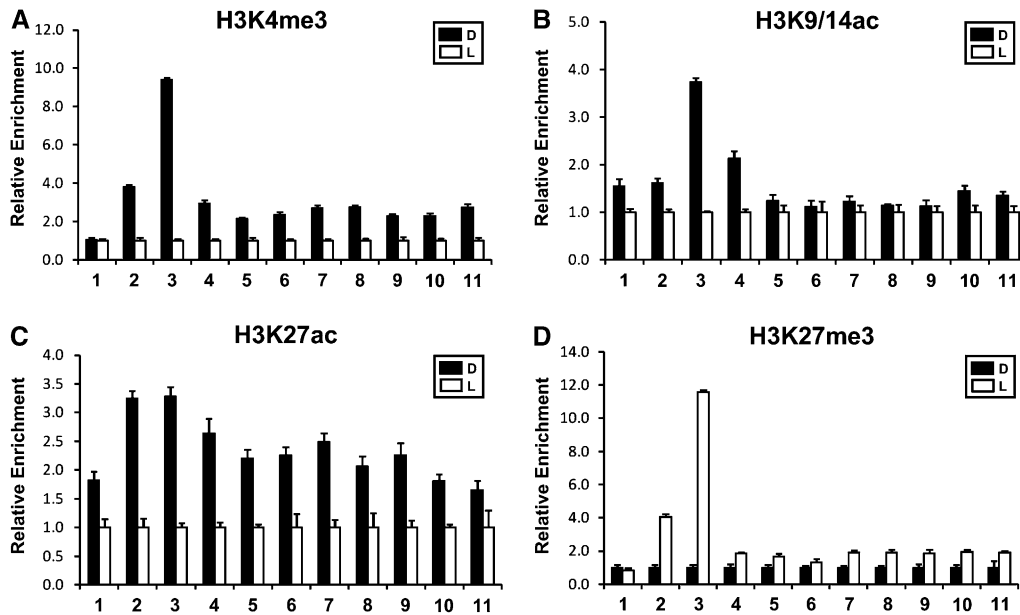 A H3K4me3
Relative Enrichment
12.0
10.0
8.0
6.0
4.0
2.0
0.0
D
L
1 2 3 4 5 6 7 8 9 10 11
B H3K9/14ac
Relative Enrichment
5.0
4.0
3.0
2.0
1.0
0.0
D
L
1 2 3 4 5 6 7 8 9 10 11
C H3K27ac
Relative Enrichment
4.0
3.5
3.0
2.5
2.0
1.5
1.0
0.5
0.0
D
L
1 2 3 4 5 6 7 8 9 10 11
D H3K27me3
Relative Enrichment
14.0
12.0
10.0
8.0
6.0
4.0
2.0
0.0
D
L
1 2 3 4 5 6 7 8 9 10 11